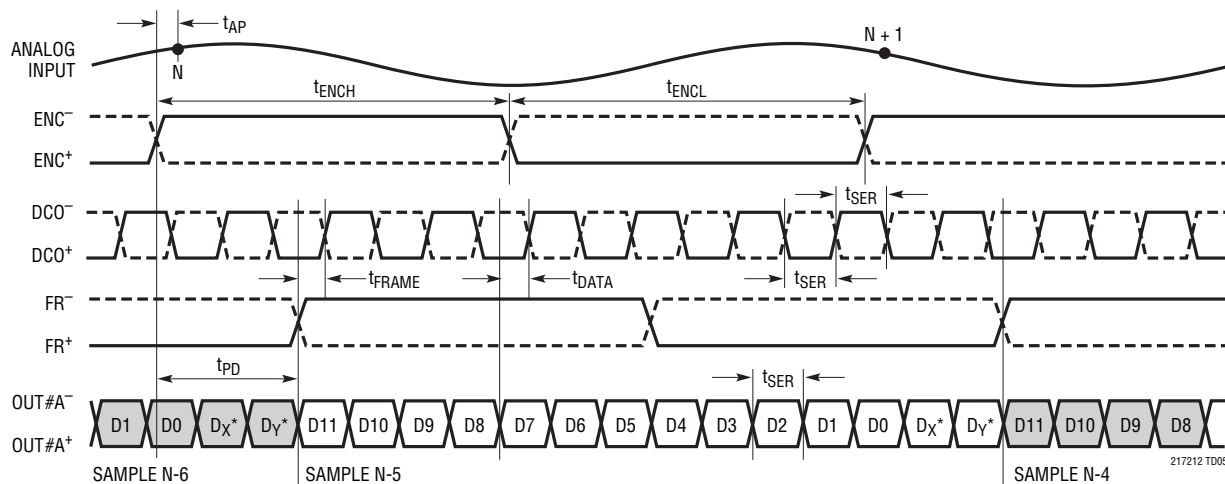 tAP
ANALOG INPUT
N
N + 1
tENCH
tENCL
ENC–
ENC+
DCO–
DCO+
tSER
tFRAME
tDATA
tSER
FR–
FR+
tPD
tSER
OUT#A–
OUT#A+
D1 D0 DX* DY* D11 D10 D9 D8 D7 D6 D5 D4 D3 D2 D1 D0 DX* DY* D11 D10 D9 D8
SAMPLE N-6
SAMPLE N-5
SAMPLE N-4
217212 TD05